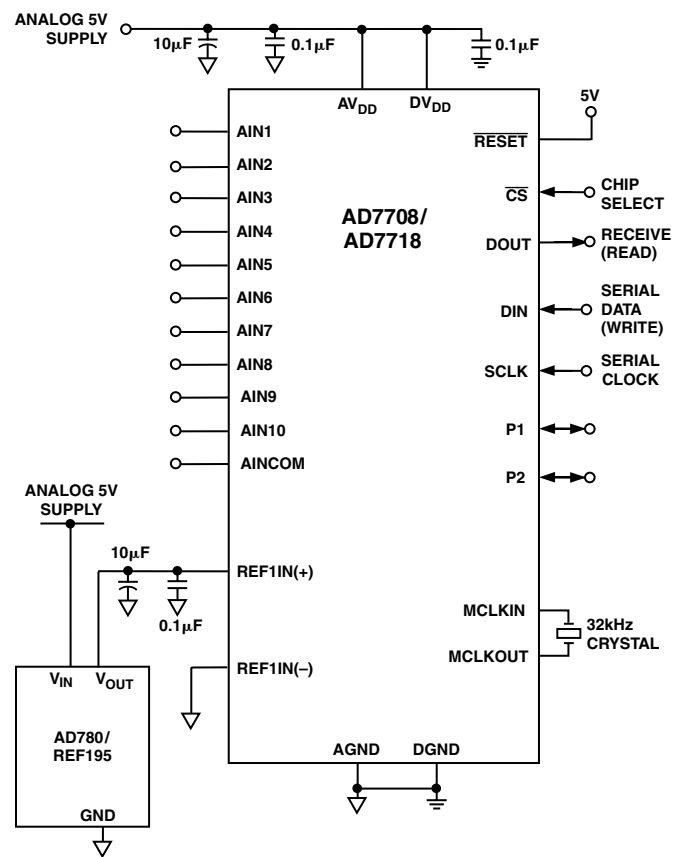 ANALOG 5V
SUPPLY
10μF
0.1μF
0.1μF
AVDD
DVDD
5V
RESET
AIN1
AIN2
AIN3
AIN4
AIN5
AIN6
AIN7
AIN8
AIN9
AIN10
AINCOM
AD7708/
AD7718
CS
CHIP
SELECT
DOUT
RECEIVE
(READ)
DIN
SERIAL
DATA
(WRITE)
SCLK
SERIAL
CLOCK
P1
P2
ANALOG 5V
SUPPLY
10μF
0.1μF
REF1IN(+)
REF1IN(–)
MCLKIN
MCLKOUT
32kHz
CRYSTAL
VIN
VOUT
AD780/
REF195
GND
AGND
DGND